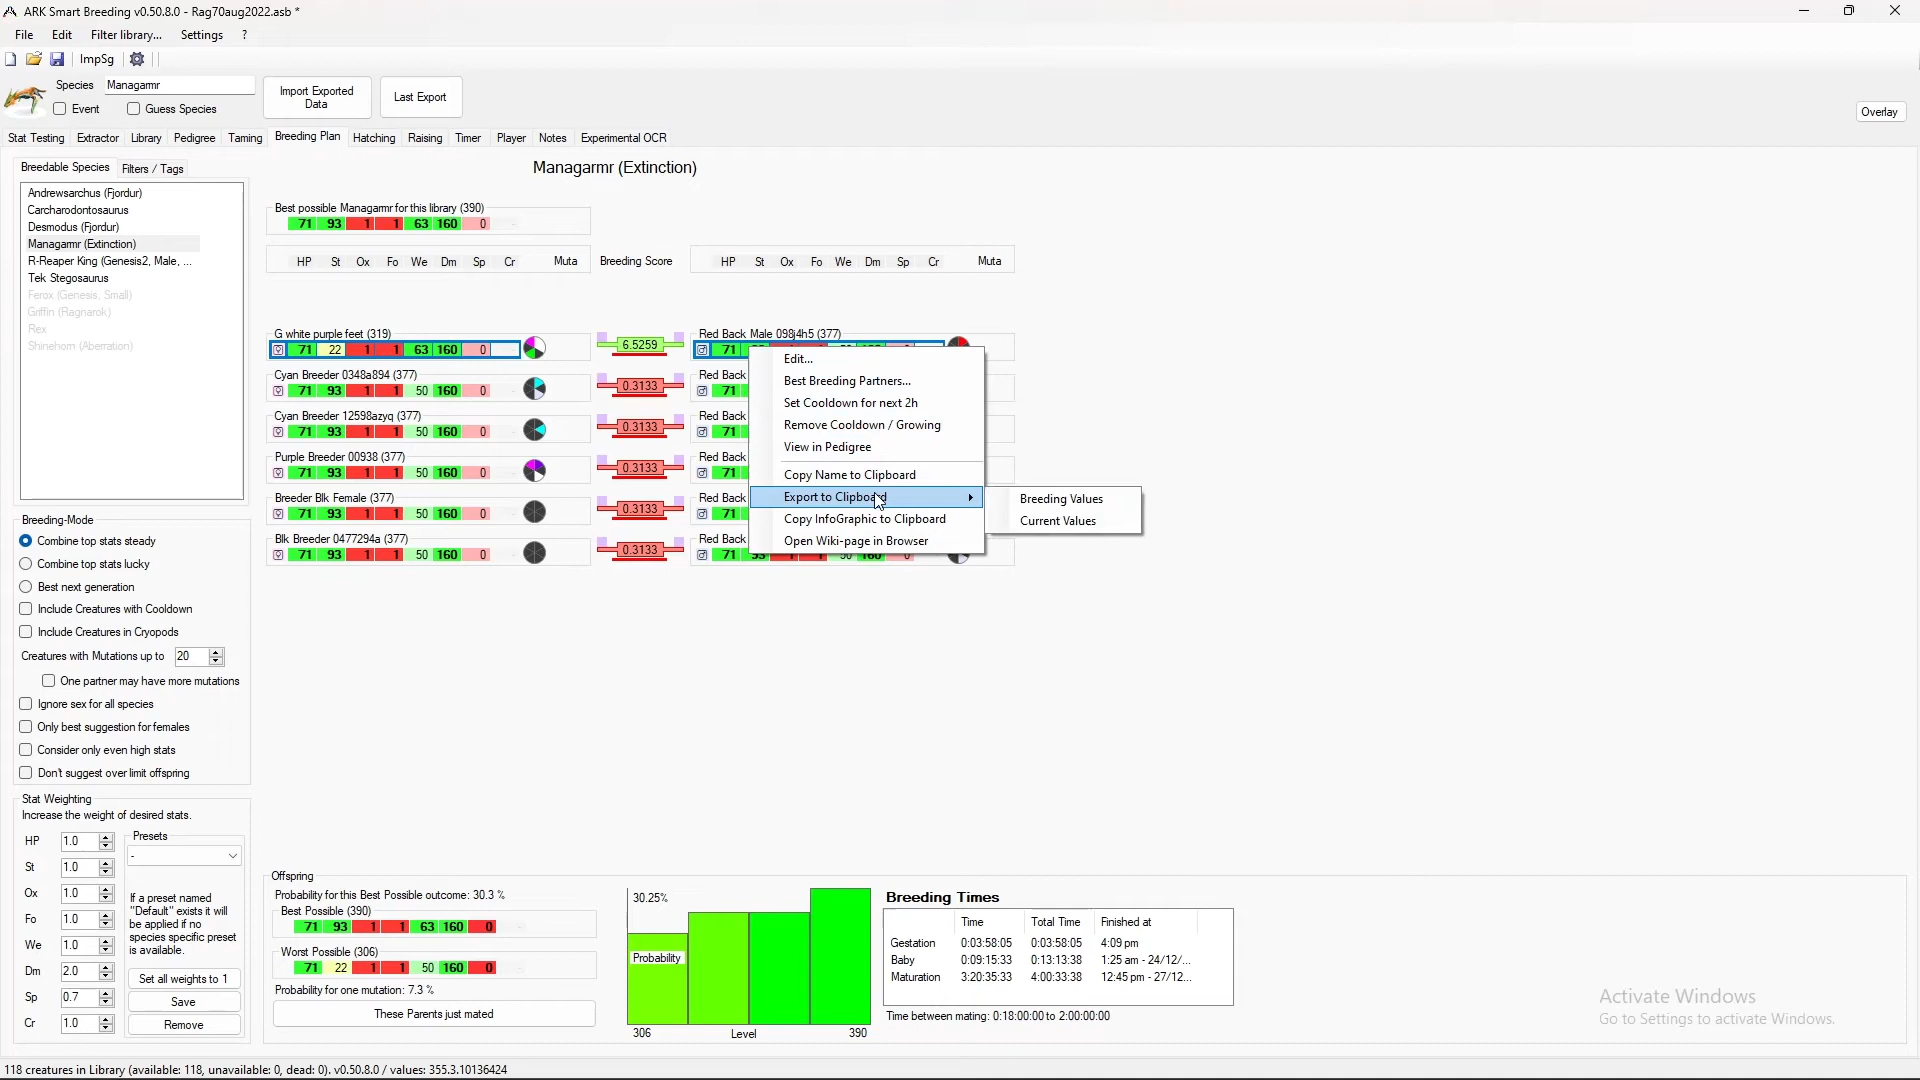 ARK Smart Breeding v0.50.8.0 - Rag70aug2022.asb *
File Edit Filter library... Settings ?
ImpSg
Species Managarmr
Event Guess Species
Import Exported
Data
Last Export
Overlay
Stat Testing Extractor Library Pedigree Taming Breeding Plan Hatching Raising Timer Player Notes Experimental OCR
Breedable Species Filters / Tags
Andrewsarchus (Fjordur)
Carcharodontosaurus
Desmodus (Fjordur)
Managarmr (Extinction)
R-Reaper King (Genesis2, Male, ...
Tek Stegosaurus
Ferox (Genesis, Small)
Griffin (Ragnarok)
Rex
Shinehorn (Aberration)
Managarmr (Extinction)
Best possible Managarmr for this library (390)
71 93 1 1 63 160 0
HP St Ox Fo We Dm Sp Cr Muta Breeding Score HP St Ox Fo We Dm Sp Cr Muta
G white purple feet (319) Red Back Male 098j4h5 (377)
71 22 1 1 63 160 0 6.5259 71
Cyan Breeder 0348a894 (377) Red Back
71 93 1 1 50 160 0 0.3133 71
Cyan Breeder 12598azyq (377) Red Back
71 93 1 1 50 160 0 0.3133 71
Purple Breeder 00938 (377) Red Back
71 93 1 1 50 160 0 0.3133 71
Breeder Blk Female (377) Red Back
71 93 1 1 50 160 0 0.3133 71
Blk Breeder 0477294a (377) Red Back
71 93 1 1 50 160 0 0.3133 71
Edit...
Best Breeding Partners...
Set Cooldown for next 2h
Remove Cooldown / Growing
View in Pedigree
Copy Name to Clipboard
Export to Clipboard
Copy InfoGraphic to Clipboard
Open Wiki-page in Browser
Breeding Values
Current Values
Breeding-Mode
Combine top stats steady
Combine top stats lucky
Best next generation
Include Creatures with Cooldown
Include Creatures in Cryopods
Creatures with Mutations up to 20
One partner may have more mutations
Ignore sex for all species
Only best suggestion for females
Consider only even high stats
Don't suggest over limit offspring
Stat Weighting
Increase the weight of desired stats.
HP 1.0
St 1.0
Ox 1.0
Fo 1.0
We 1.0
Dm 2.0
Sp 0.7
Cr 1.0
Presets
-
If a preset named
"Default" exists it will
be applied if no
species specific preset
is available.
Set all weights to 1
Save
Remove
Offspring
Probability for this Best Possible outcome: 30.3 %
Best Possible (390)
71 93 1 1 63 160 0
Worst Possible (306)
71 22 1 1 50 160 0
Probability for one mutation: 7.3 %
These Parents just mated
30.25%
Probability
306 Level 390
Breeding Times
Time Total Time Finished at
Gestation 0:03:58:05 0:03:58:05 4:09 pm
Baby 0:09:15:33 0:13:13:38 1:25 am - 24/12/...
Maturation 3:20:35:33 4:00:33:38 12:45 pm - 27/12...
Time between mating: 0:18:00:00 to 2:00:00:00
Activate Windows
Go to Settings to activate Windows.
118 creatures in Library (available: 118, unavailable: 0, dead: 0). v0.50.8.0 / values: 355.3.10136424